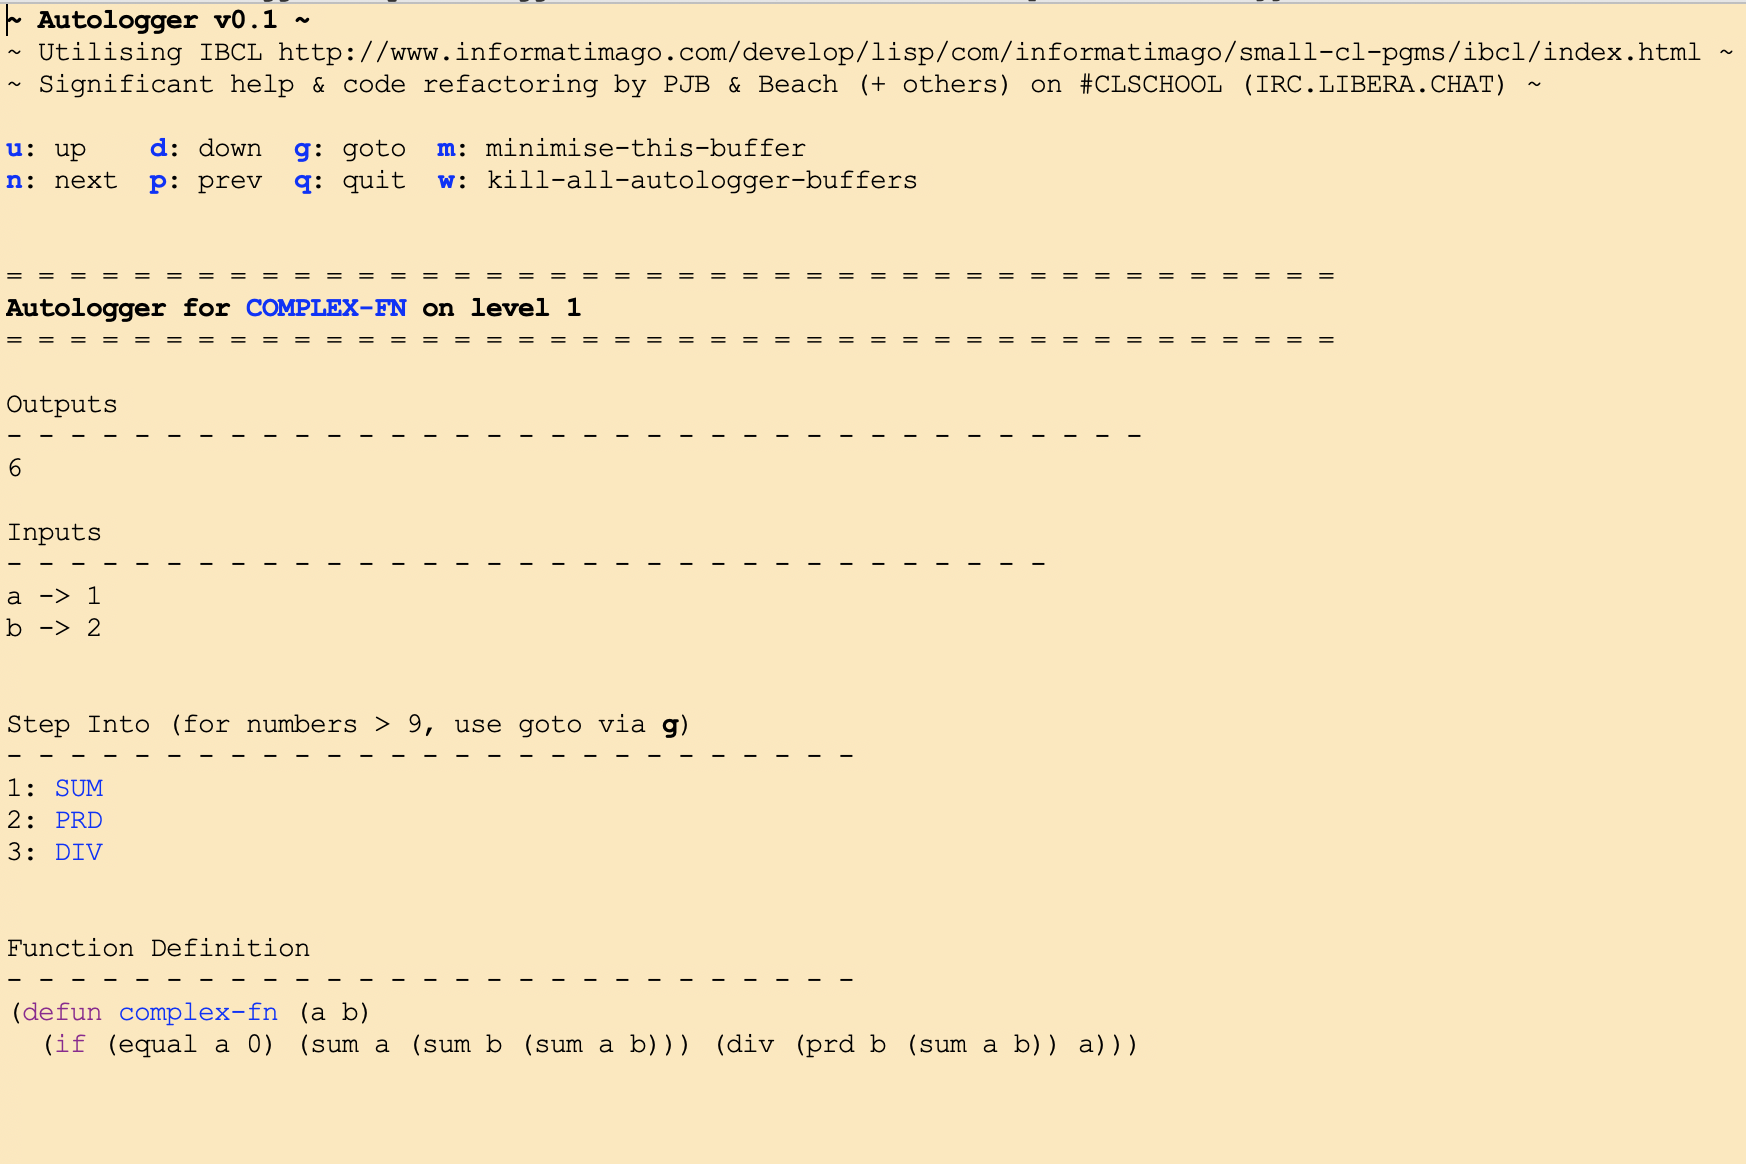 ~ Autologger v0.1 ~
~ Utilising IBCL http://www.informatimago.com/develop/lisp/com/informatimago/small-cl-pgms/ibcl/index.html ~
~ Significant help & code refactoring by PJB & Beach (+ others) on #CLSCHOOL (IRC.LIBERA.CHAT) ~
u: up    d: down  g: goto  m: minimise-this-buffer
n: next  p: prev  q: quit  w: kill-all-autologger-buffers
= = = = = = = = = = = = = = = = = = = = = = = = = = = = = = = = = = = = = = = = = =
Autologger for COMPLEX-FN on level 1
= = = = = = = = = = = = = = = = = = = = = = = = = = = = = = = = = = = = = = = = = =
Outputs
- - - - - - - - - - - - - - - - - - - - - - - - - - - - - - - - - - - -
6
Inputs
- - - - - - - - - - - - - - - - - - - - - - - - - - - - - - - - -
a -> 1
b -> 2
Step Into (for numbers > 9, use goto via g)
- - - - - - - - - - - - - - - - - - - - - - - - - - -
1: SUM
2: PRD
3: DIV
Function Definition
- - - - - - - - - - - - - - - - - - - - - - - - - - -
(defun complex-fn (a b)
  (if (equal a 0) (sum a (sum b (sum a b))) (div (prd b (sum a b)) a)))